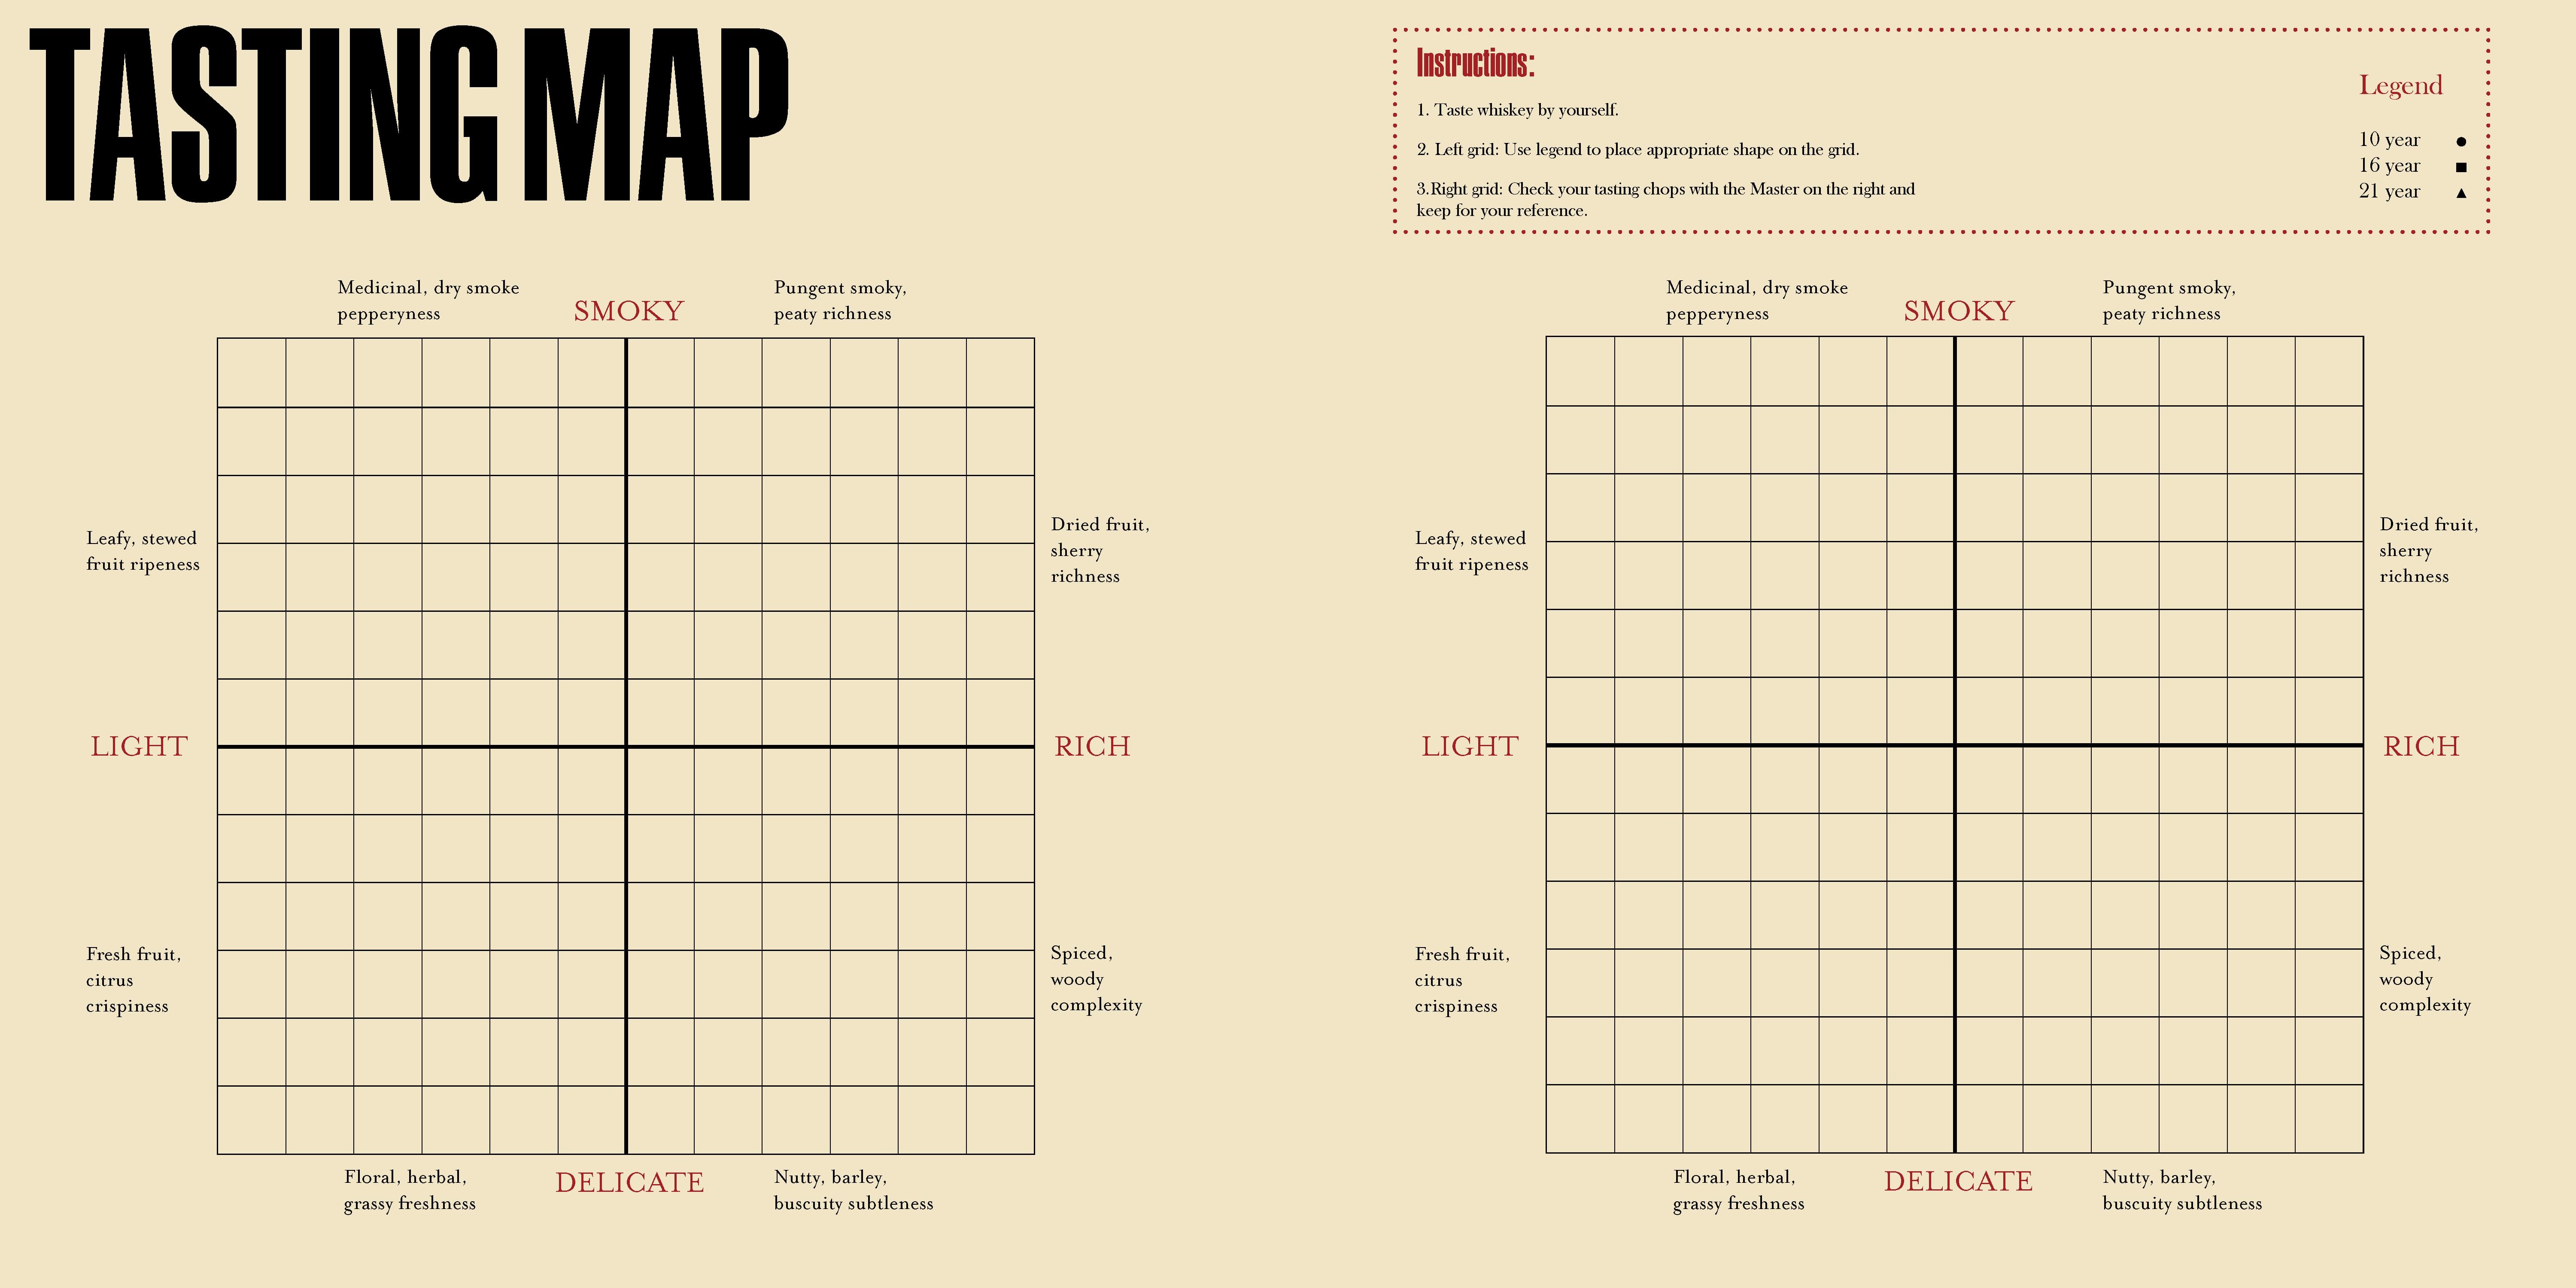 TASTING MAP
Instructions:
1. Taste whiskey by yourself.
2. Left grid: Use legend to place appropriate shape on the grid.
3.Right grid: Check your tasting chops with the Master on the right and
keep for your reference.
Legend
10 year ●
16 year ■
21 year ▲
Medicinal, dry smoke
pepperyness
SMOKY
Pungent smoky,
peaty richness
Leafy, stewed
fruit ripeness
Dried fruit,
sherry
richness
LIGHT
RICH
Fresh fruit,
citrus
crispiness
Spiced,
woody
complexity
Floral, herbal,
grassy freshness
DELICATE
Nutty, barley,
buscuity subtleness
Medicinal, dry smoke
pepperyness
SMOKY
Pungent smoky,
peaty richness
Leafy, stewed
fruit ripeness
Dried fruit,
sherry
richness
LIGHT
RICH
Fresh fruit,
citrus
crispiness
Spiced,
woody
complexity
Floral, herbal,
grassy freshness
DELICATE
Nutty, barley,
buscuity subtleness